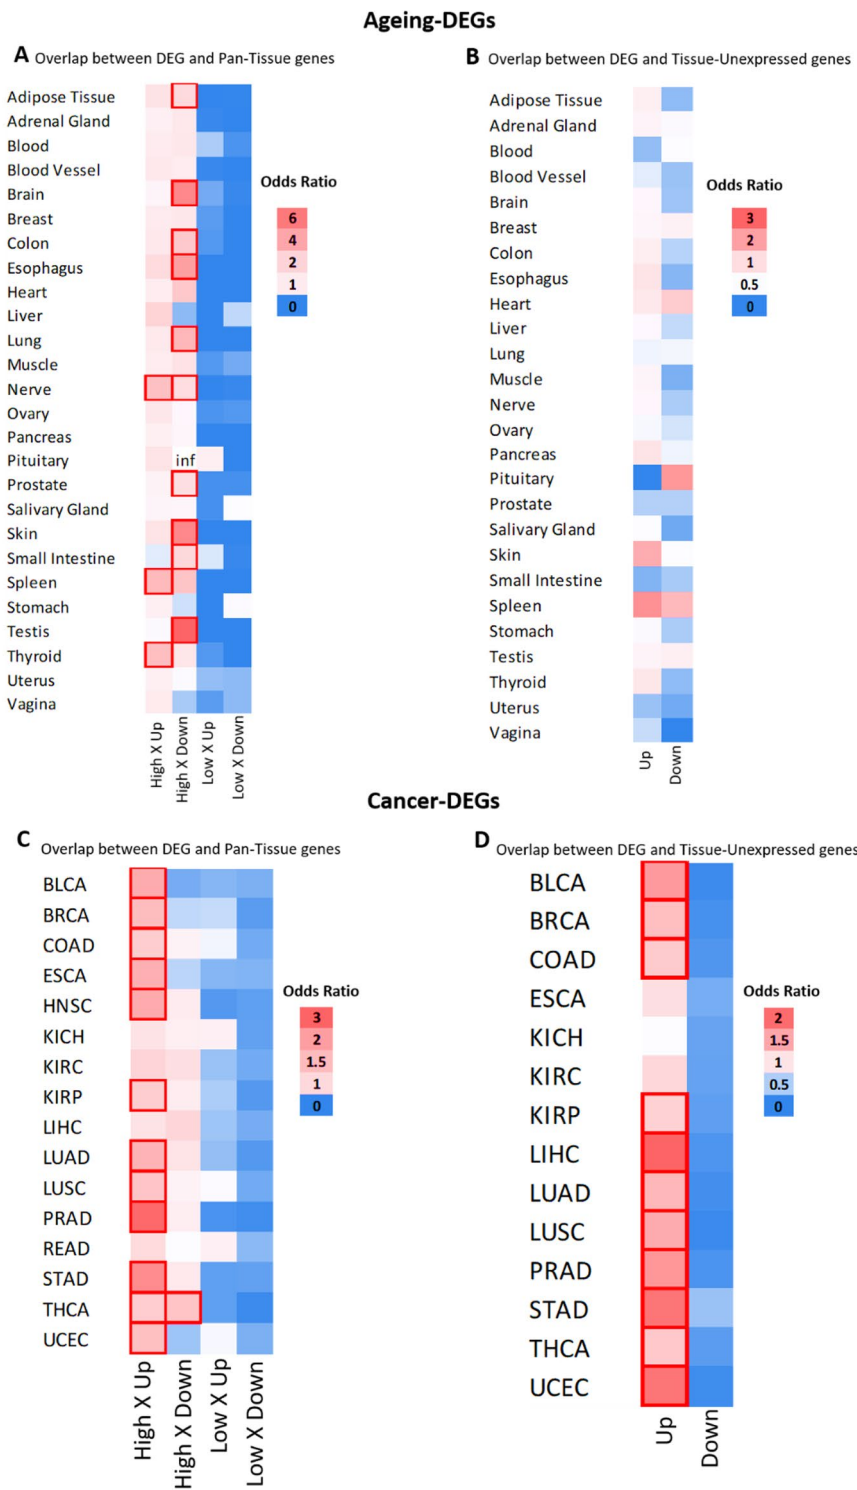 Ageing-DEGs
A Overlap between DEG and Pan-Tissue genes
Adipose Tissue
Adrenal Gland
Blood
Blood Vessel
Brain
Breast
Colon
Esophagus
Heart
Liver
Lung
Muscle
Nerve
Ovary
Pancreas
Pituitary
inf
Prostate
Salivary Gland
Skin
Small Intestine
Spleen
Stomach
Testis
Thyroid
Uterus
Vagina
High X Up
High X Down
Low X Up
Low X Down
Odds Ratio
6
4
2
1
0
B Overlap between DEG and Tissue-Unexpressed genes
Adipose Tissue
Adrenal Gland
Blood
Blood Vessel
Brain
Breast
Colon
Esophagus
Heart
Liver
Lung
Muscle
Nerve
Ovary
Pancreas
Pituitary
Prostate
Salivary Gland
Skin
Small Intestine
Spleen
Stomach
Testis
Thyroid
Uterus
Vagina
Up
Down
Odds Ratio
3
2
1
0.5
0
Cancer-DEGs
C Overlap between DEG and Pan-Tissue genes
BLCA
BRCA
COAD
ESCA
HNSC
KICH
KIRC
KIRP
LIHC
LUAD
LUSC
PRAD
READ
STAD
THCA
UCEC
High X Up
High X Down
Low X Up
Low X Down
Odds Ratio
3
2
1.5
1
0
D Overlap between DEG and Tissue-Unexpressed genes
BLCA
BRCA
COAD
ESCA
KICH
KIRC
KIRP
LIHC
LUAD
LUSC
PRAD
STAD
THCA
UCEC
Up
Down
Odds Ratio
2
1.5
1
0.5
0